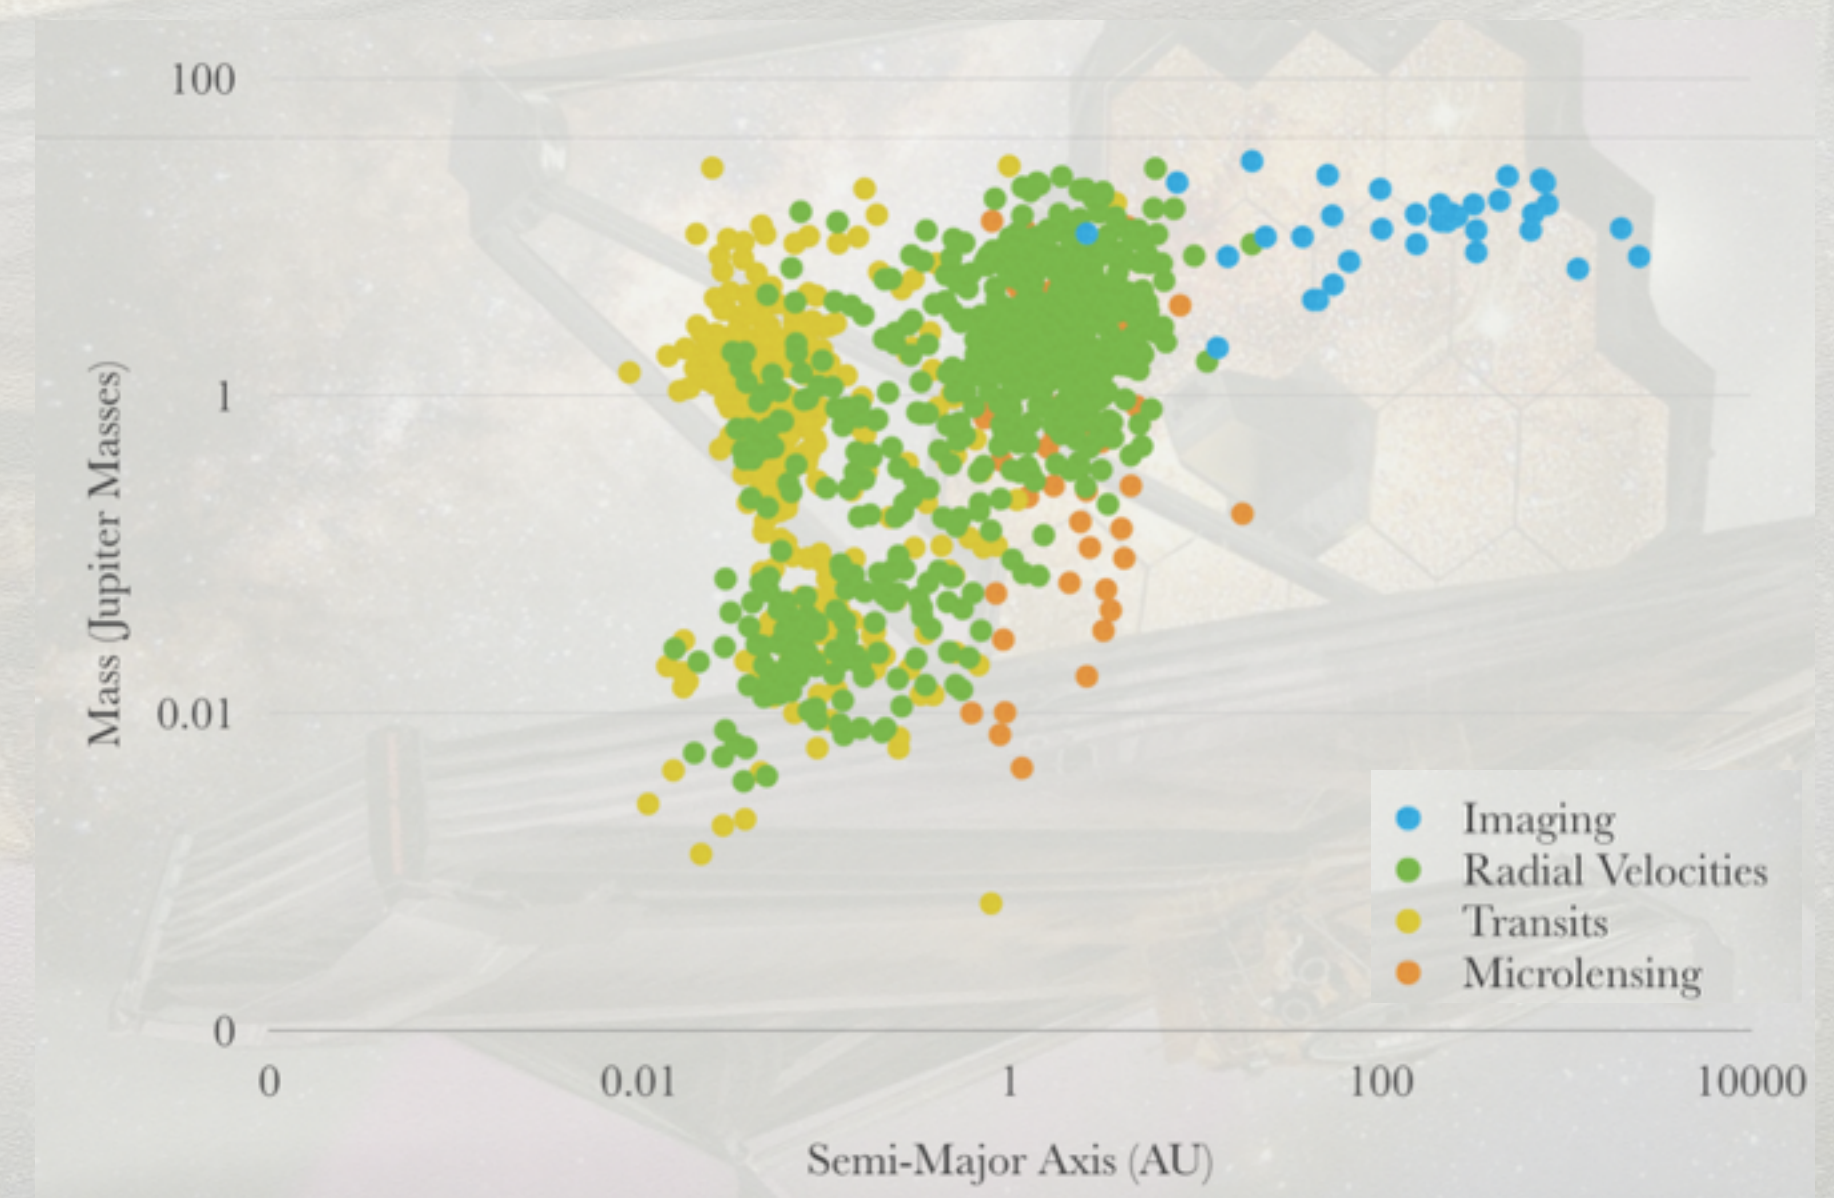 100
1
0.01
0
Mass (Jupiter Masses)
Imaging
Radial Velocities
Transits
Microlensing
0 0.01 1 100 10000
Semi-Major Axis (AU)